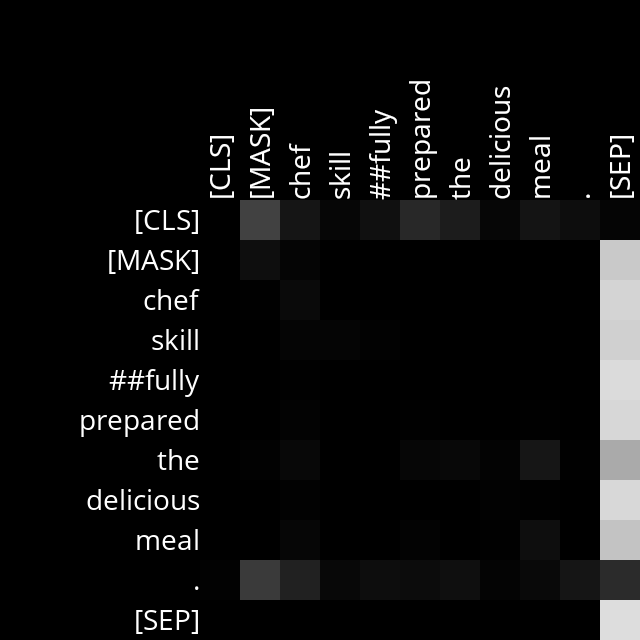 [CLS] [MASK] chef skill ##fully prepared the delicious meal . [SEP]
[CLS]
[MASK]
chef
skill
##fully
prepared
the
delicious
meal
.
[SEP]